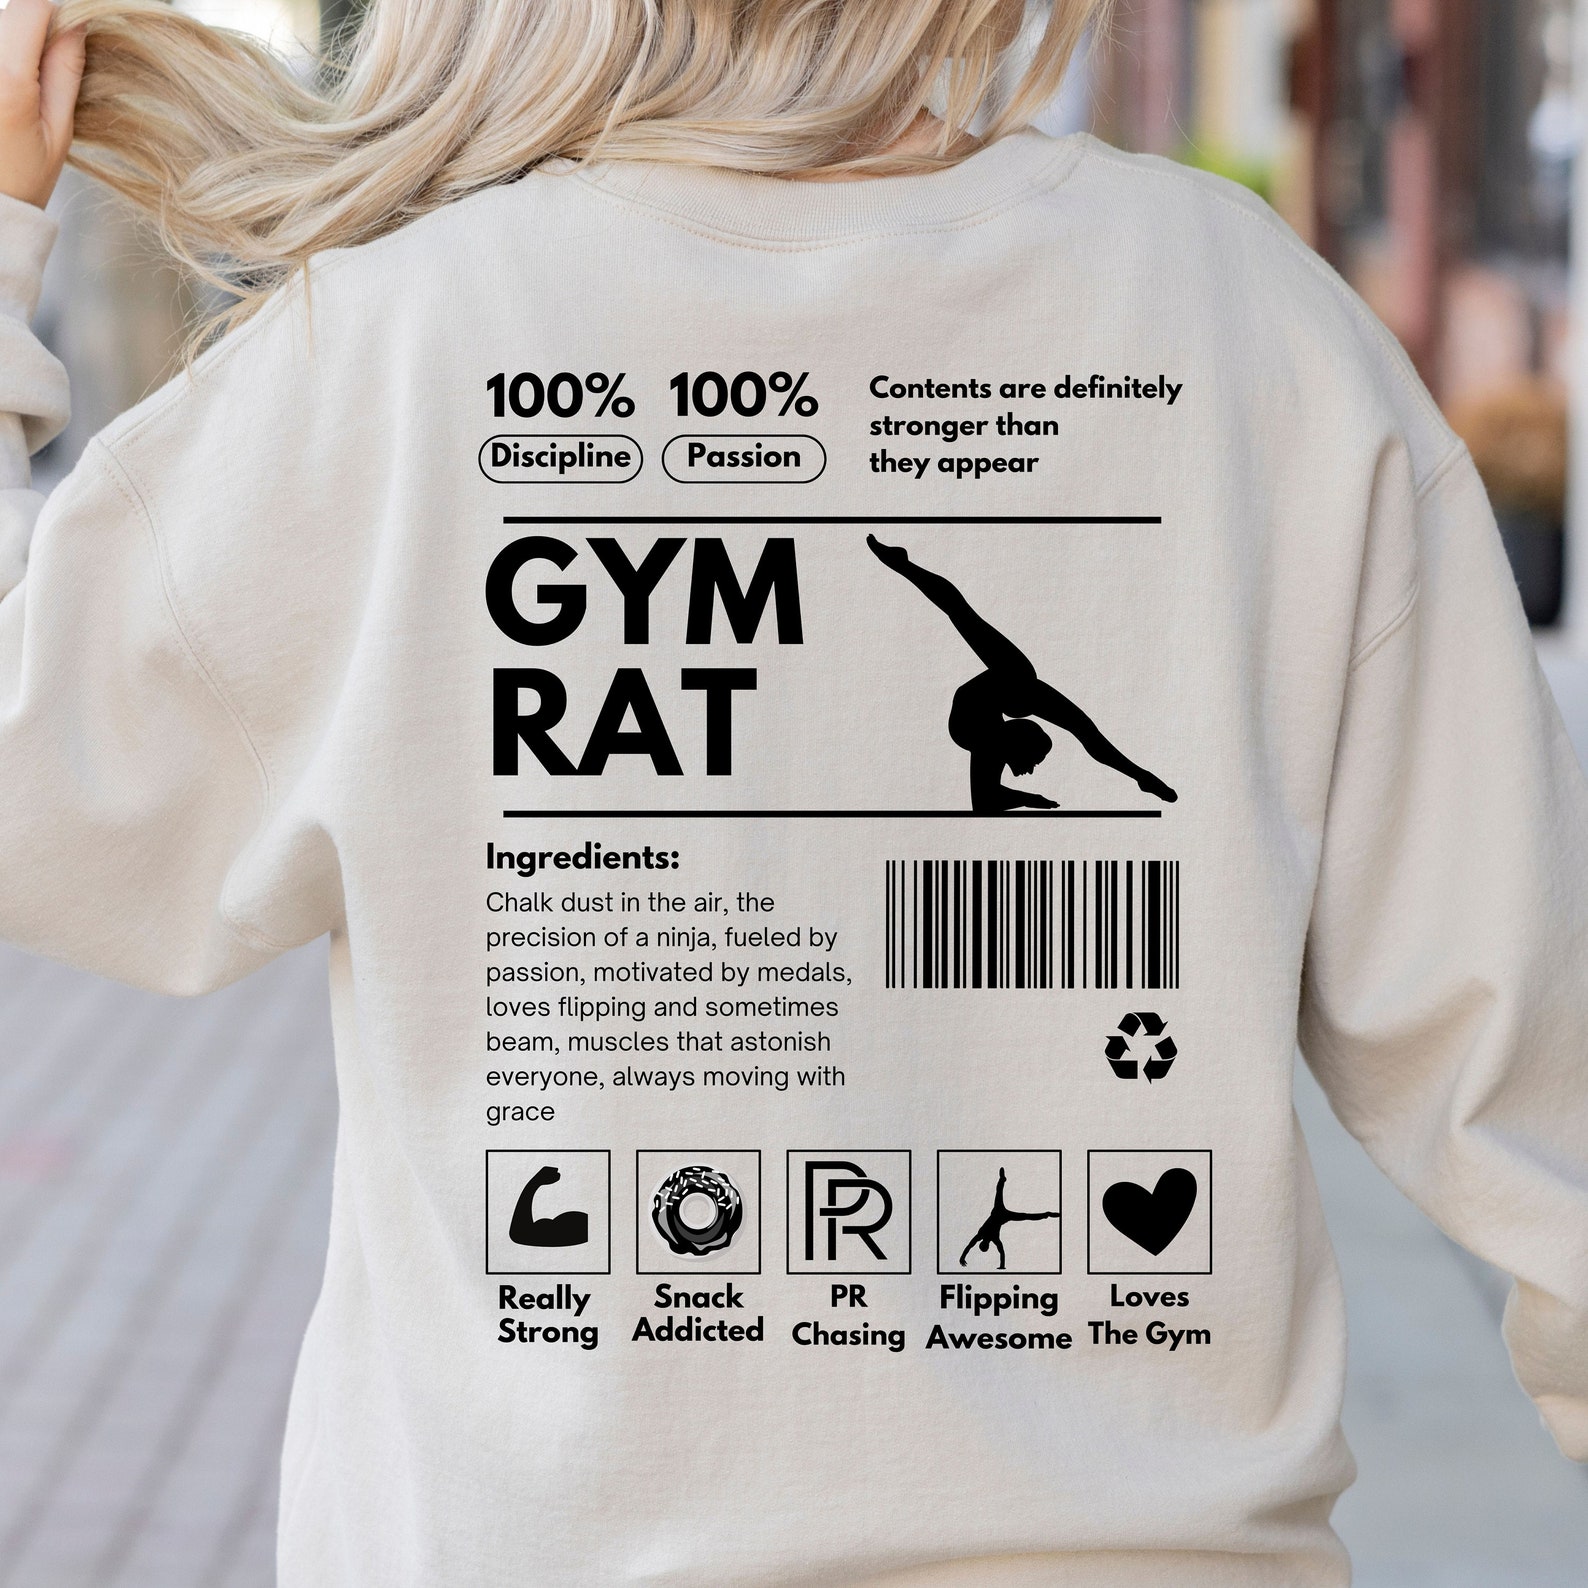 100% 100%
Discipline Passion
Contents are definitely
stronger than
they appear
GYM
RAT
Ingredients:
Chalk dust in the air, the
precision of a ninja, fueled by
passion, motivated by medals,
loves flipping and sometimes
beam, muscles that astonish
everyone, always moving with
grace
PR
Really
Strong
Snack
Addicted
PR
Chasing
Flipping
Awesome
Loves
The Gym